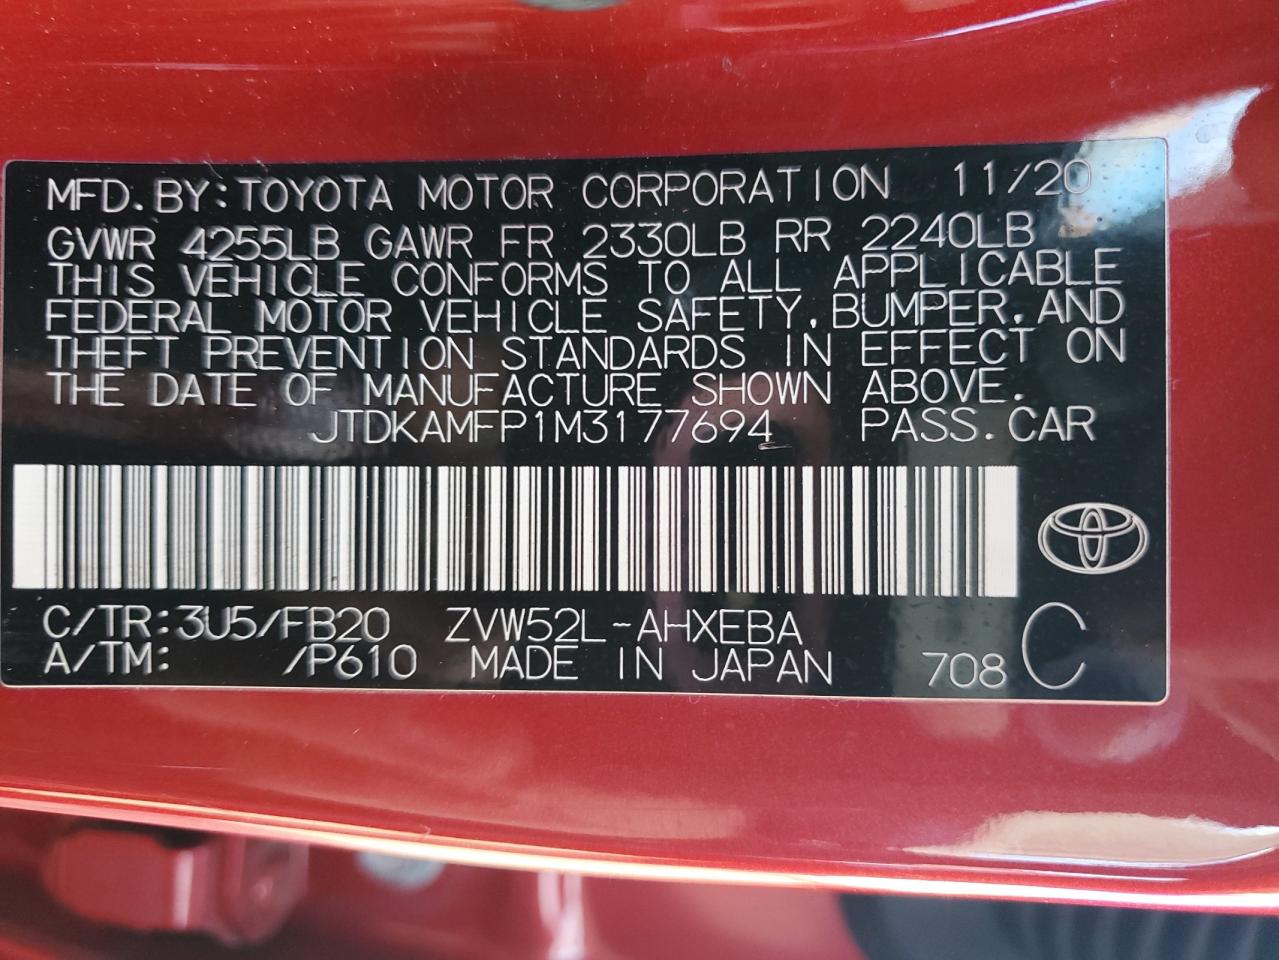 MFD. BY: TOYOTA MOTOR CORPORATION 11/20
GVWR 4255LB GAWR FR 2330LB RR 2240LB
THIS VEHICLE CONFORMS TO ALL APPLICABLE
FEDERAL MOTOR VEHICLE SAFETY, BUMPER, AND
THEFT PREVENTION STANDARDS IN EFFECT ON
THE DATE OF MANUFACTURE SHOWN ABOVE.
JTDKAMFP1M3177694 PASS. CAR
C/TR: 3U5/FB20 ZVW52L-AHXEBA C
A/TM: /P610 MADE IN JAPAN 708